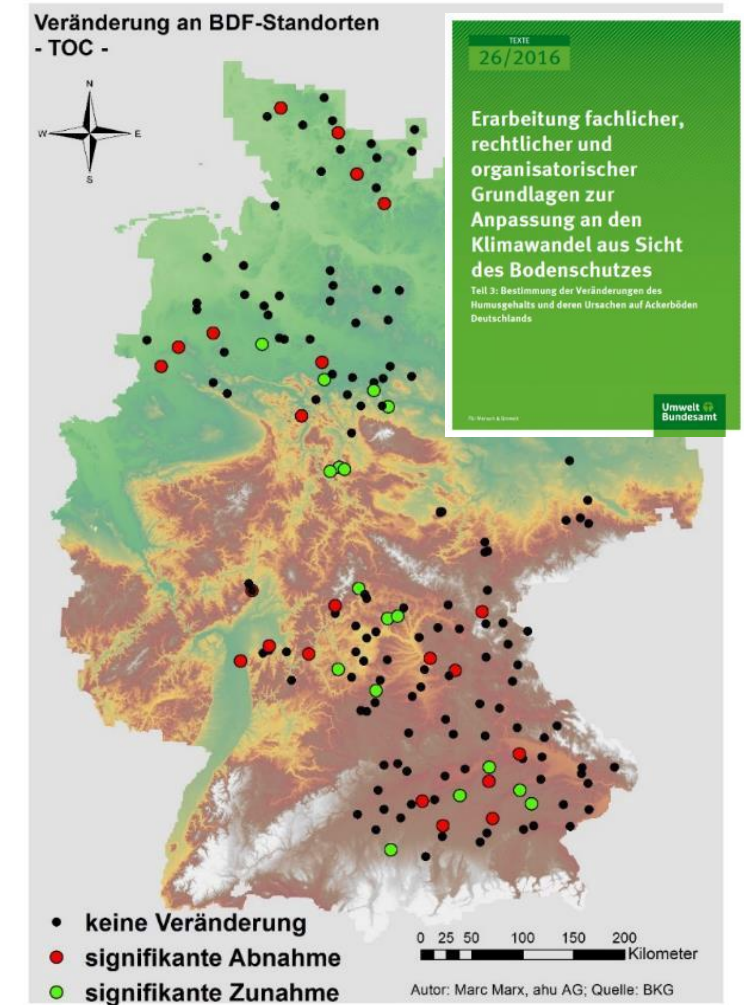 Veränderung an BDF-Standorten
- TOC -
N
W
E
S
TEXTE
26/2016
Erarbeitung fachlicher,
rechtlicher und
organisatorischer
Grundlagen zur
Anpassung an den
Klimawandel aus Sicht
des Bodenschutzes
Teil 3: Bestimmung der Veränderungen des
Humusgehalts und deren Ursachen auf Ackerböden
Deutschlands
Für Mensch & Umwelt
Umwelt
Bundesamt
keine Veränderung
signifikante Abnahme
signifikante Zunahme
0 25 50 100 150 200
Kilometer
Autor: Marc Marx, ahu AG; Quelle: BKG